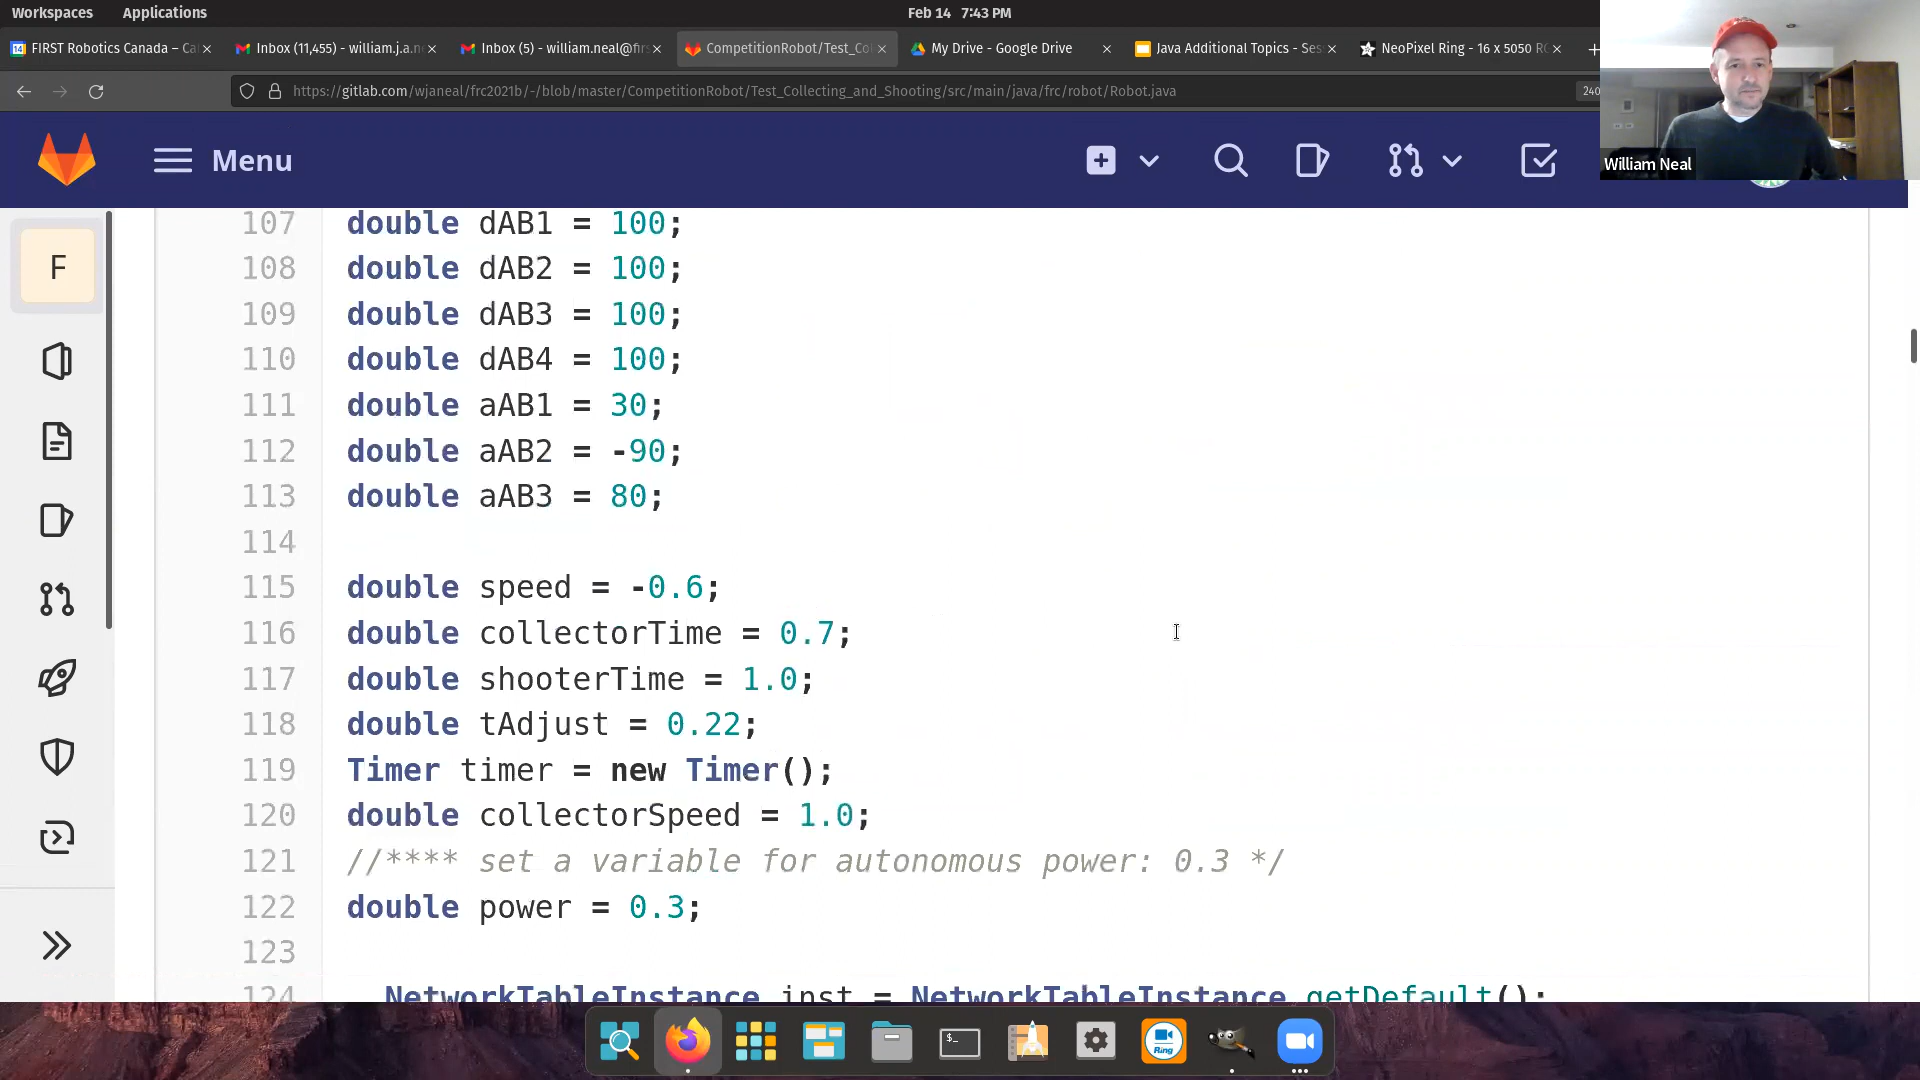 Workspaces Applications Feb 14 7:43 PM
FIRST Robotics Canada – Ca Inbox (11,455) - william.j.a.n Inbox (5) - william.neal@fir CompetitionRobot/Test_Co My Drive - Google Drive Java Additional Topics - Ses NeoPixel Ring - 16 x 5050 RG
https://gitlab.com/wjaneal/frc2021b/-/blob/master/CompetitionRobot/Test_Collecting_and_Shooting/src/main/java/frc/robot/Robot.java 240
William Neal
Menu
F
107 double dAB1 = 100;
108 double dAB2 = 100;
109 double dAB3 = 100;
110 double dAB4 = 100;
111 double aAB1 = 30;
112 double aAB2 = -90;
113 double aAB3 = 80;
114
115 double speed = -0.6;
116 double collectorTime = 0.7;
117 double shooterTime = 1.0;
118 double tAdjust = 0.22;
119 Timer timer = new Timer();
120 double collectorSpeed = 1.0;
121 //**** set a variable for autonomous power: 0.3 */
122 double power = 0.3;
123
124 NetworkTableInstance inst = NetworkTableInstance.getDefault();
Ring